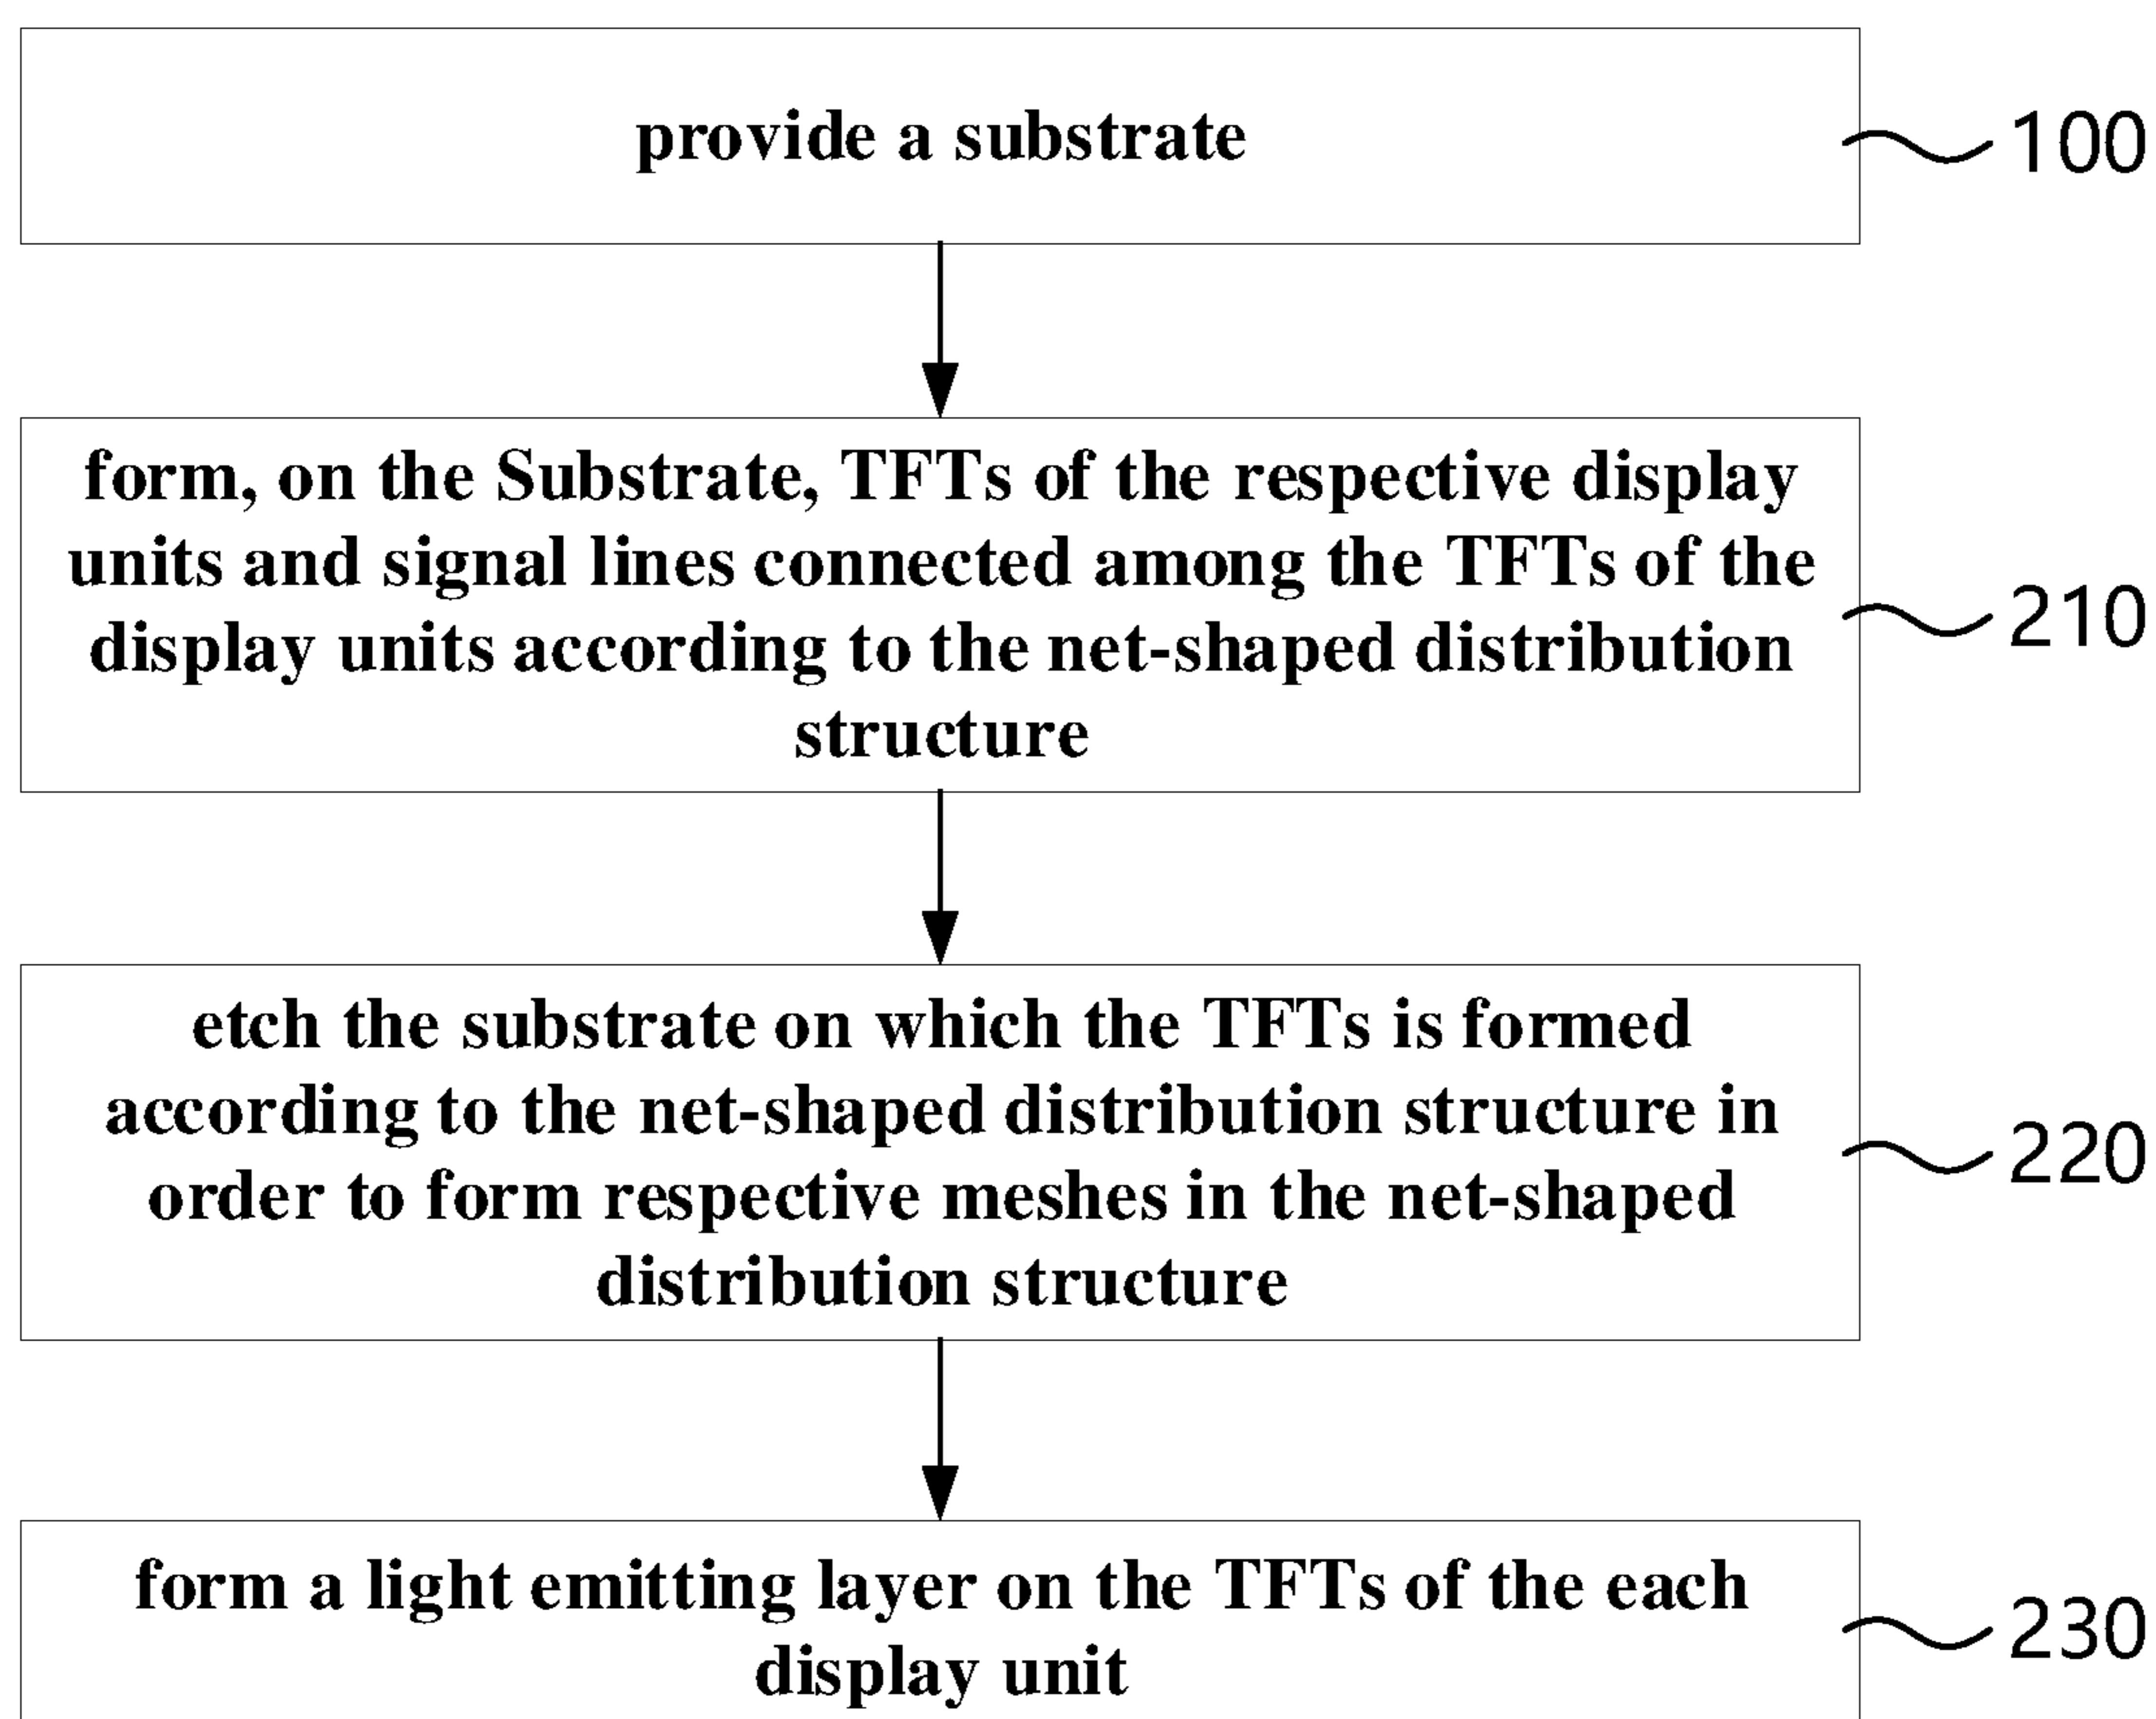 provide a substrate
100
form, on the Substrate, TFTs of the respective display
units and signal lines connected among the TFTs of the
display units according to the net-shaped distribution
structure
210
etch the substrate on which the TFTs is formed
according to the net-shaped distribution structure in
order to form respective meshes in the net-shaped
distribution structure
220
form a light emitting layer on the TFTs of the each
display unit
230